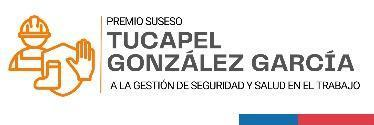 PREMIO SUSESO
TUCAPEL
GONZÁLEZ GARCÍA
A LA GESTIÓN DE SEGURIDAD Y SALUD EN EL TRABAJO